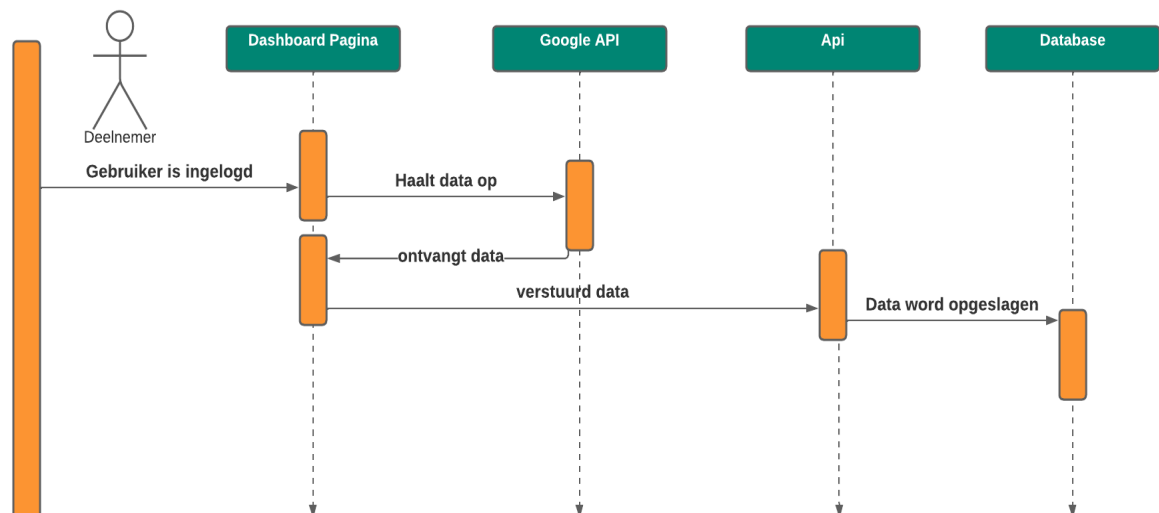 Dashboard Pagina
Google API
Api
Database
Deelnemer
Gebruiker is ingelogd
Haalt data op
ontvangt data
verstuurd data
Data word opgeslagen